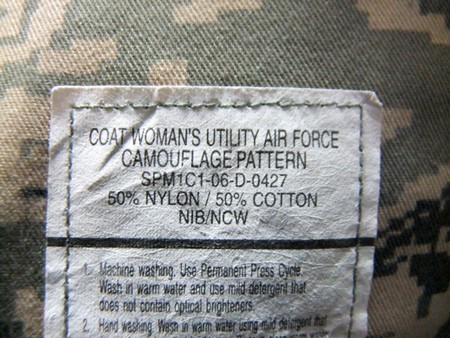 COAT WOMAN'S UTILITY AIR FORCE
CAMOUFLAGE PATTERN
SPM1C1-06-D-0427
50% NYLON / 50% COTTON
NIB/NCW
1. Machine washing. Use Permanent Press Cycle.
Wash in warm water and use mild detergent that
does not contain optical brighteners.
2. Hand washing. Wash in warm water using mild detergent that